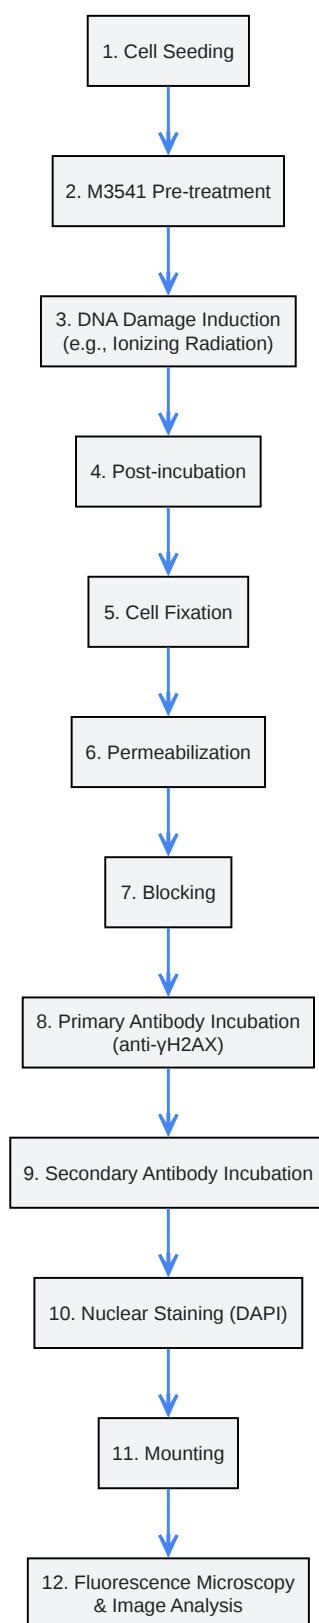 1. Cell Seeding
2. M3541 Pre-treatment
3. DNA Damage Induction
(e.g., Ionizing Radiation)
4. Post-incubation
5. Cell Fixation
6. Permeabilization
7. Blocking
8. Primary Antibody Incubation
(anti-γH2AX)
9. Secondary Antibody Incubation
10. Nuclear Staining (DAPI)
11. Mounting
12. Fluorescence Microscopy
& Image Analysis